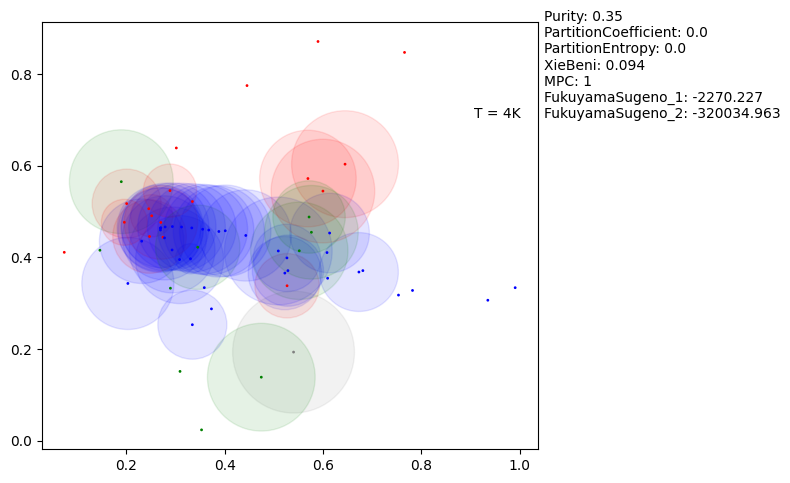 Purity: 0.35
PartitionCoefficient: 0.0
PartitionEntropy: 0.0
XieBeni: 0.094
MPC: 1
FukuyamaSugeno_1: -2270.227
FukuyamaSugeno_2: -320034.963
T = 4K
0.8
0.6
0.4
0.2
0.0
0.2
0.4
0.6
0.8
1.0